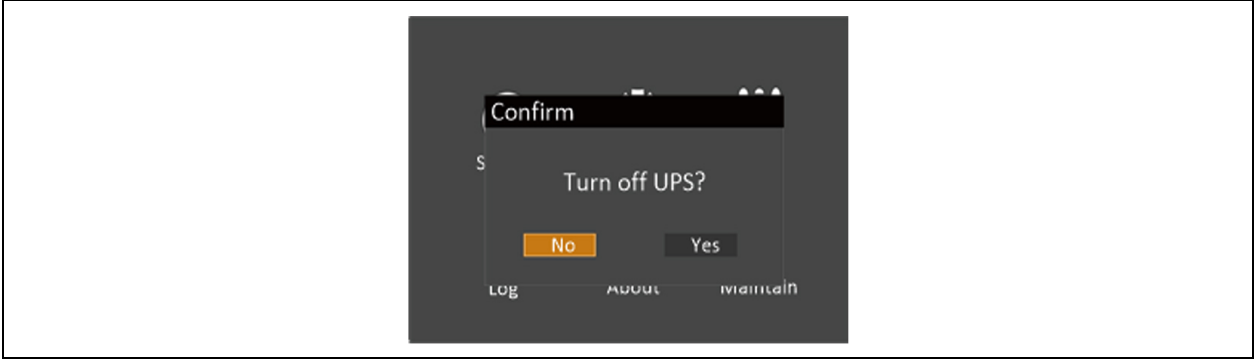 Confirm
S
Turn off UPS?
No Yes
Log About Maintain